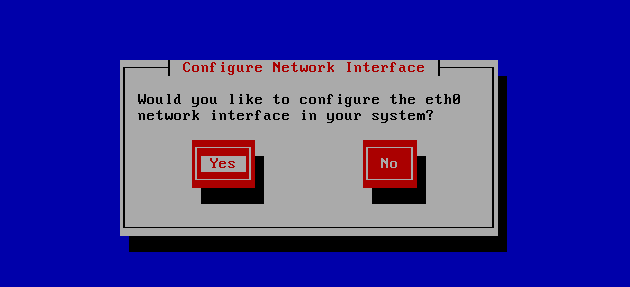 Configure Network Interface
Would you like to configure the eth0
network interface in your system?
Yes No